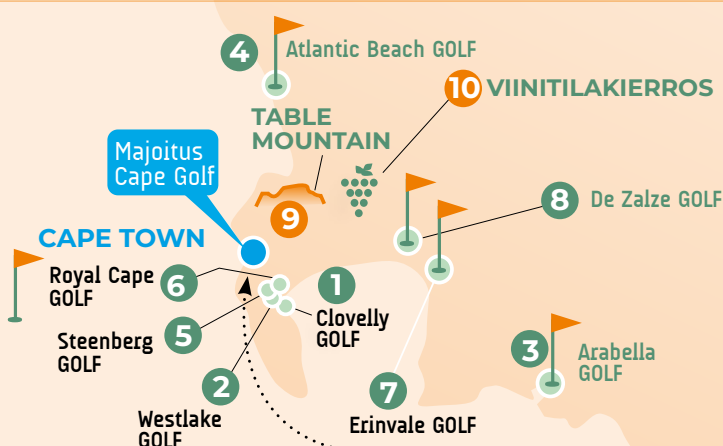 4
Atlantic Beach GOLF
10 VIINITILAKIERROS
TABLE
MOUNTAIN
Majoitus
Cape Golf
9
8
De Zalze GOLF
CAPE TOWN
Royal Cape
GOLF
6
1
Clovelly
GOLF
Steenberg
GOLF
5
3
Arabella
GOLF
2
Westlake
GOLF
7
Erinvale GOLF